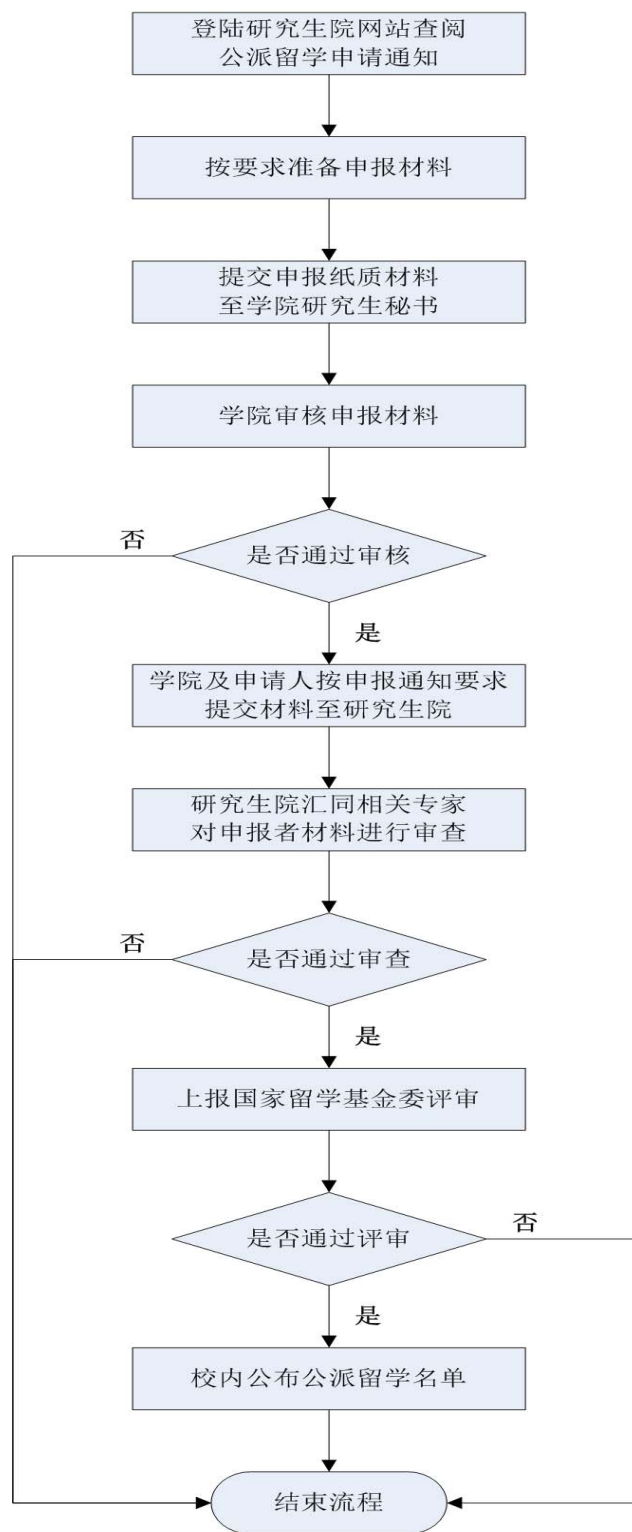 登陆研究生院网站查阅
公派留学申请通知
按要求准备申报材料
提交申报纸质材料
至学院研究生秘书
学院审核申报材料
否
是否通过审核
是
学院及申请人按申报通知要求
提交材料至研究生院
研究生院汇同相关专家
对申报者材料进行审查
否
是否通过审查
是
上报国家留学基金委评审
否
是否通过评审
是
校内公布公派留学名单
结束流程